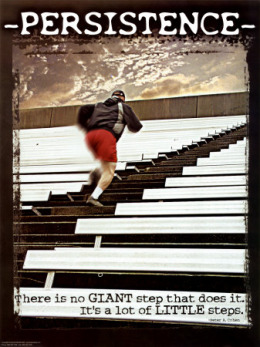 -PERSISTENCE-
There is no GIANT step that does it.
It's a lot of LITTLE steps.